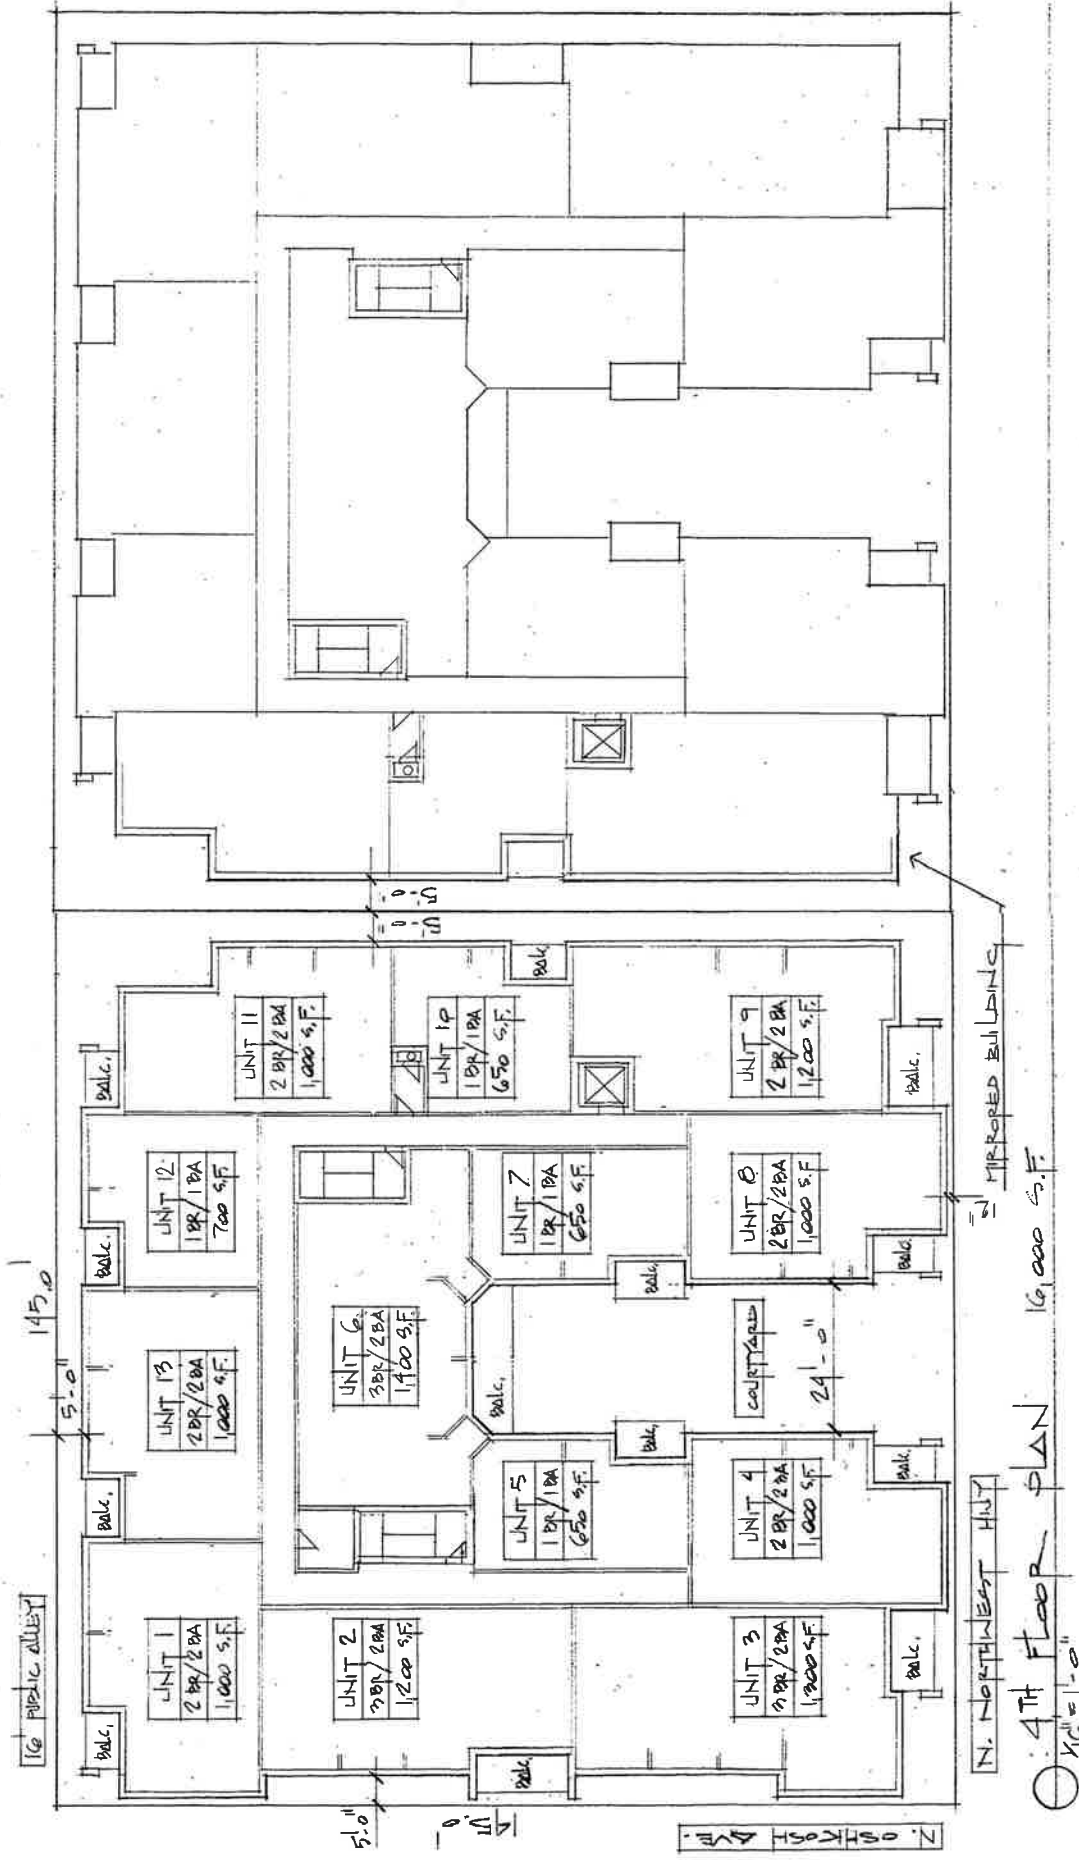 16' PUBLIC ALLEY
145.0'
5'-0"
Balc.
Balc.
Balc.
Balc.
UNIT 1
2 BR/2 BA
1,000 S.F.
UNIT 13
2 BR/2 BA
1,000 S.F.
UNIT 12
1 BR/1 BA
700 S.F.
UNIT 11
2 BR/2 BA
1,000 S.F.
5'-0"
5'-0"
5'-0"
5'-0"
UNIT 2
3 BR/2 BA
1,200 S.F.
UNIT 6
3 BR/2 BA
1,400 S.F.
UNIT 10
1 BR/1 BA
650 S.F.
Balc.
Balc.
Balc.
UNIT 5
1 BR/1 BA
650 S.F.
UNIT 7
1 BR/1 BA
650 S.F.
Balc.
Balc.
UNIT 3
3 BR/2 BA
1,300 S.F.
UNIT 4
2 BR/2 BA
1,000 S.F.
COURTYARD
24'-0"
UNIT 8
2 BR/2 BA
1,000 S.F.
UNIT 9
2 BR/2 BA
1,200 S.F.
Balc.
Balc.
Balc.
Balc.
N. OSHKOSH AVE.
N. NORTHWEST HWY
MIRRORED BUILDING
4TH FLOOR PLAN
16,000 S.F.
1/16" = 1'-0"